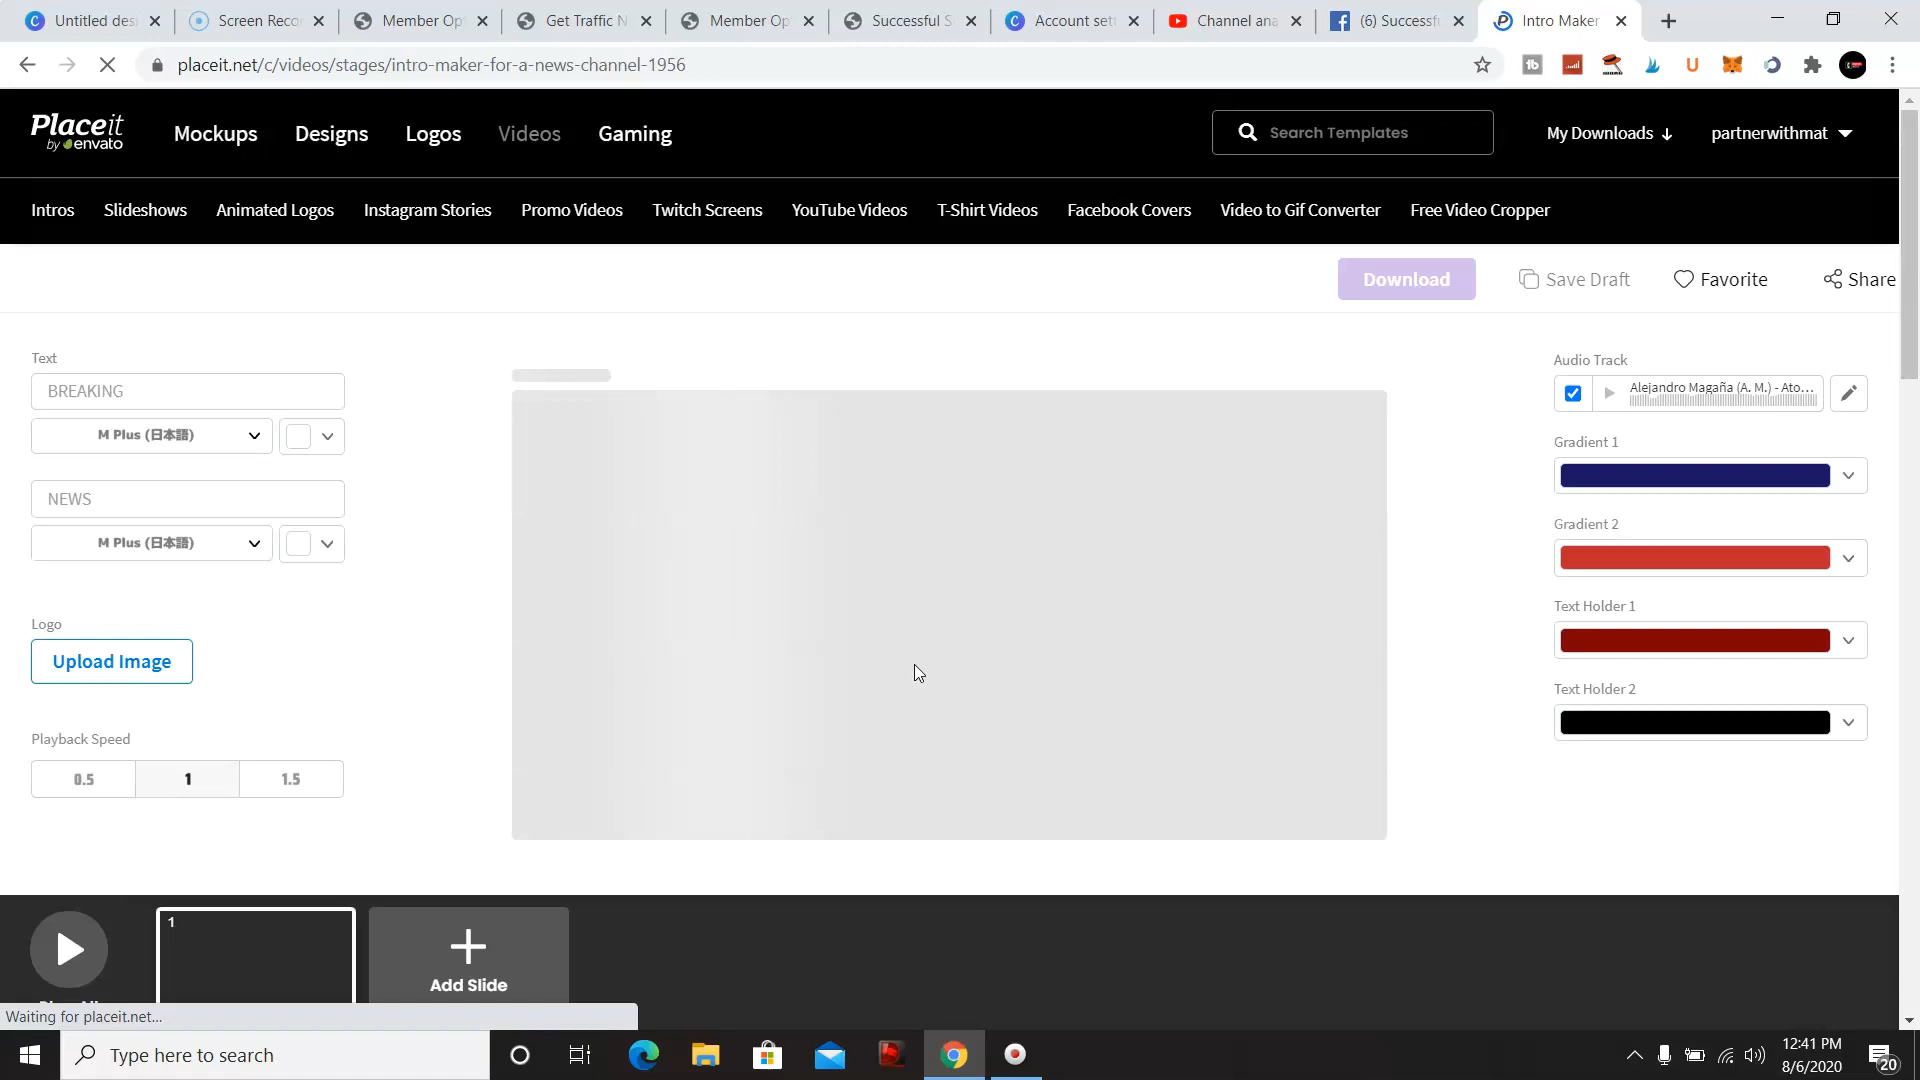 Untitled des
Screen Reco
Member Op
Get Traffic N
Member Op
Successful S
Account sett
Channel ana
(6) Successf
Intro Maker
placeit.net/c/videos/stages/intro-maker-for-a-news-channel-1956
Placeit
by envato
Mockups
Designs
Logos
Videos
Gaming
Search Templates
My Downloads
partnerwithmat
Intros
Slideshows
Animated Logos
Instagram Stories
Promo Videos
Twitch Screens
YouTube Videos
T-Shirt Videos
Facebook Covers
Video to Gif Converter
Free Video Cropper
Download
Save Draft
Favorite
Share
Text
BREAKING
M Plus (日本語)
NEWS
M Plus (日本語)
Logo
Upload Image
Playback Speed
0.5
1
1.5
Audio Track
Alejandro Magaña (A. M.) - Ato...
Gradient 1
Gradient 2
Text Holder 1
Text Holder 2
1
Add Slide
Waiting for placeit.net...
Type here to search
12:41 PM
8/6/2020
20